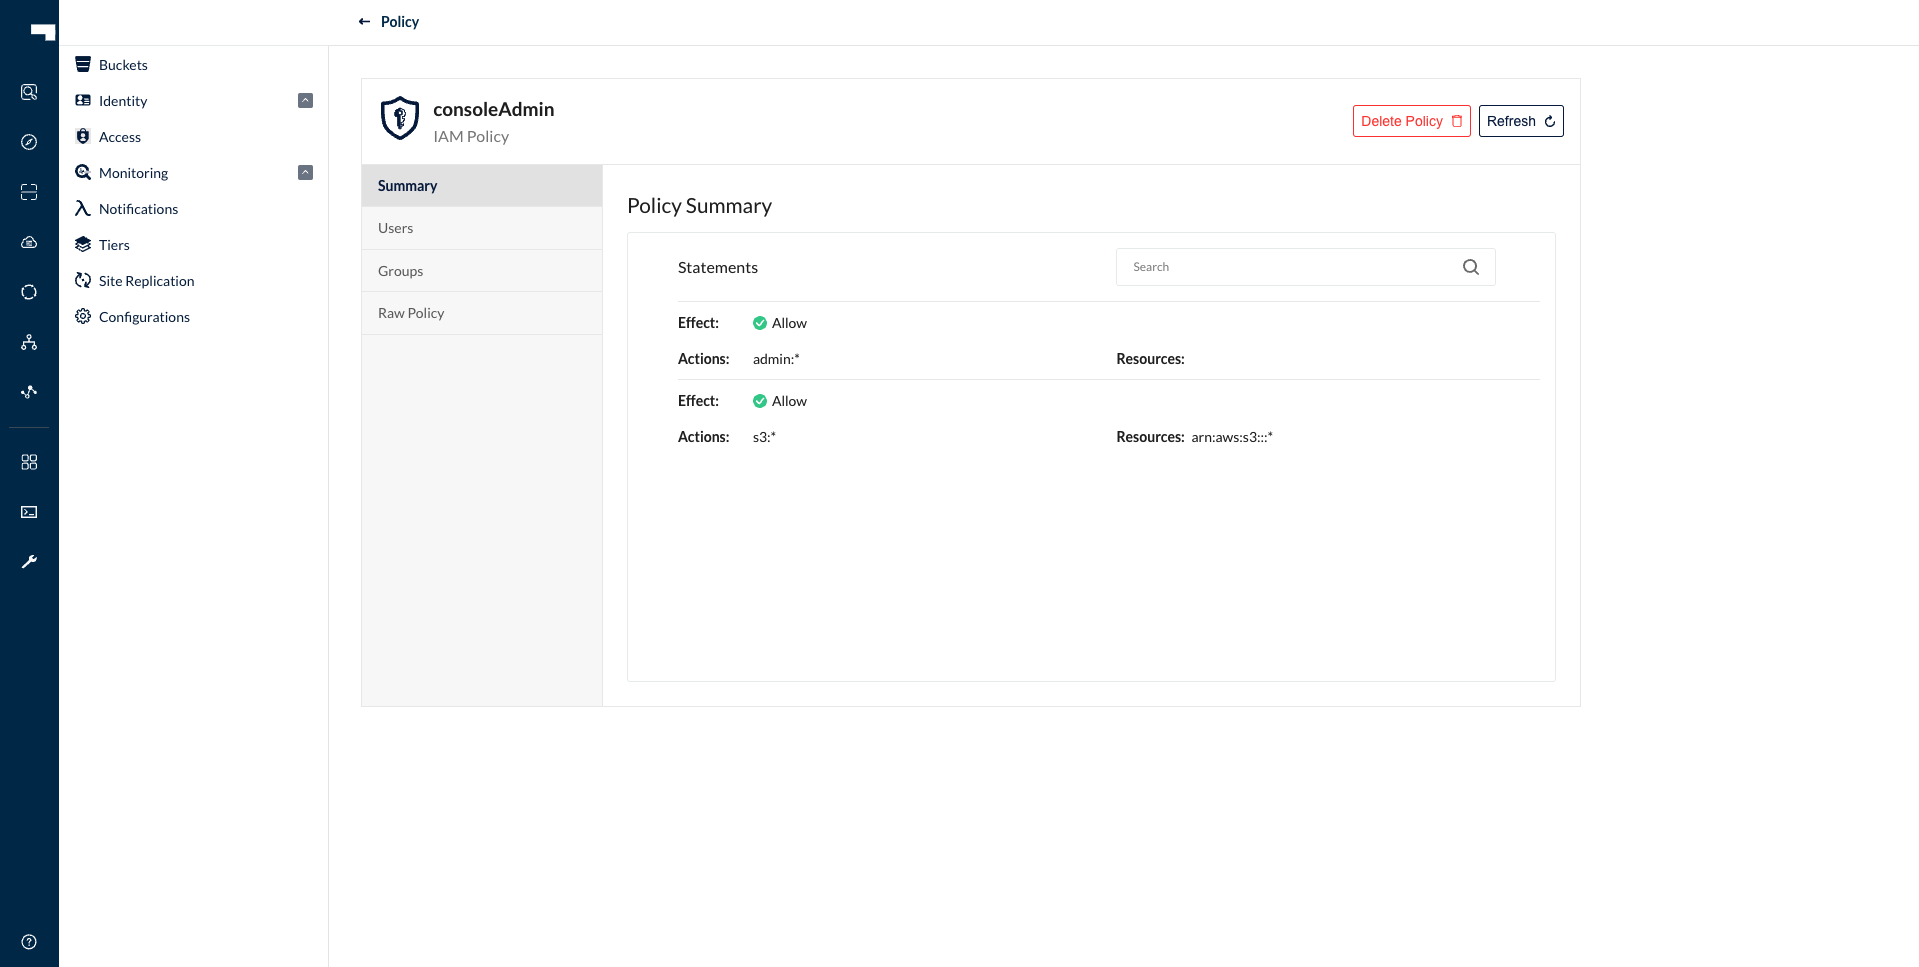 Policy
Buckets
Identity
Access
Monitoring
Notifications
Tiers
Site Replication
Configurations
consoleAdmin
IAM Policy
Delete Policy
Refresh
Summary
Users
Groups
Raw Policy
Policy Summary
Statements
Search
Effect: Allow
Actions: admin:* Resources:
Effect: Allow
Actions: s3:* Resources: arn:aws:s3:::*